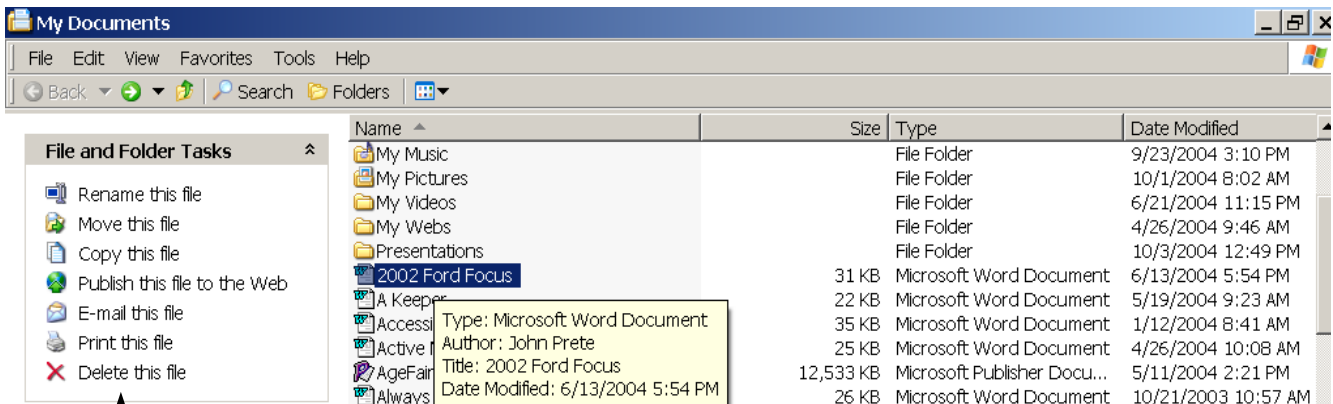 My Documents
File Edit View Favorites Tools Help
Back Search Folders
Name Size Type Date Modified
File and Folder Tasks
Rename this file
Move this file
Copy this file
Publish this file to the Web
E-mail this file
Print this file
Delete this file
My Music File Folder 9/23/2004 3:10 PM
My Pictures File Folder 10/1/2004 8:02 AM
My Videos File Folder 6/21/2004 11:15 PM
My Webs File Folder 4/26/2004 9:46 AM
Presentations File Folder 10/3/2004 12:49 PM
2002 Ford Focus 31 KB Microsoft Word Document 6/13/2004 5:54 PM
A Keeper 22 KB Microsoft Word Document 5/19/2004 9:23 AM
Accessi 35 KB Microsoft Word Document 1/12/2004 8:41 AM
Active 25 KB Microsoft Word Document 4/26/2004 10:08 AM
AgeFair 12,533 KB Microsoft Publisher Docu... 5/11/2004 2:21 PM
Always 26 KB Microsoft Word Document 10/21/2003 10:57 AM
Type: Microsoft Word Document
Author: John Prete
Title: 2002 Ford Focus
Date Modified: 6/13/2004 5:54 PM